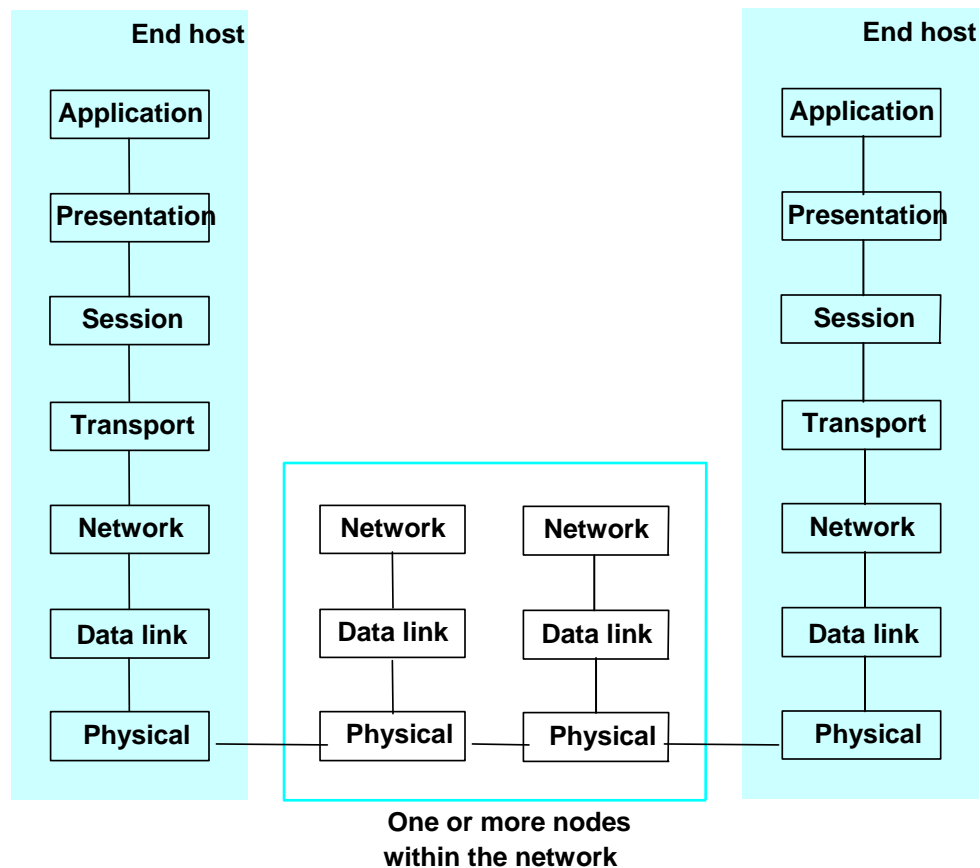 End host
Application
Presentation
Session
Transport
Network
Data link
Physical
Network
Data link
Physical
Network
Data link
Physical
One or more nodes
within the network
End host
Application
Presentation
Session
Transport
Network
Data link
Physical